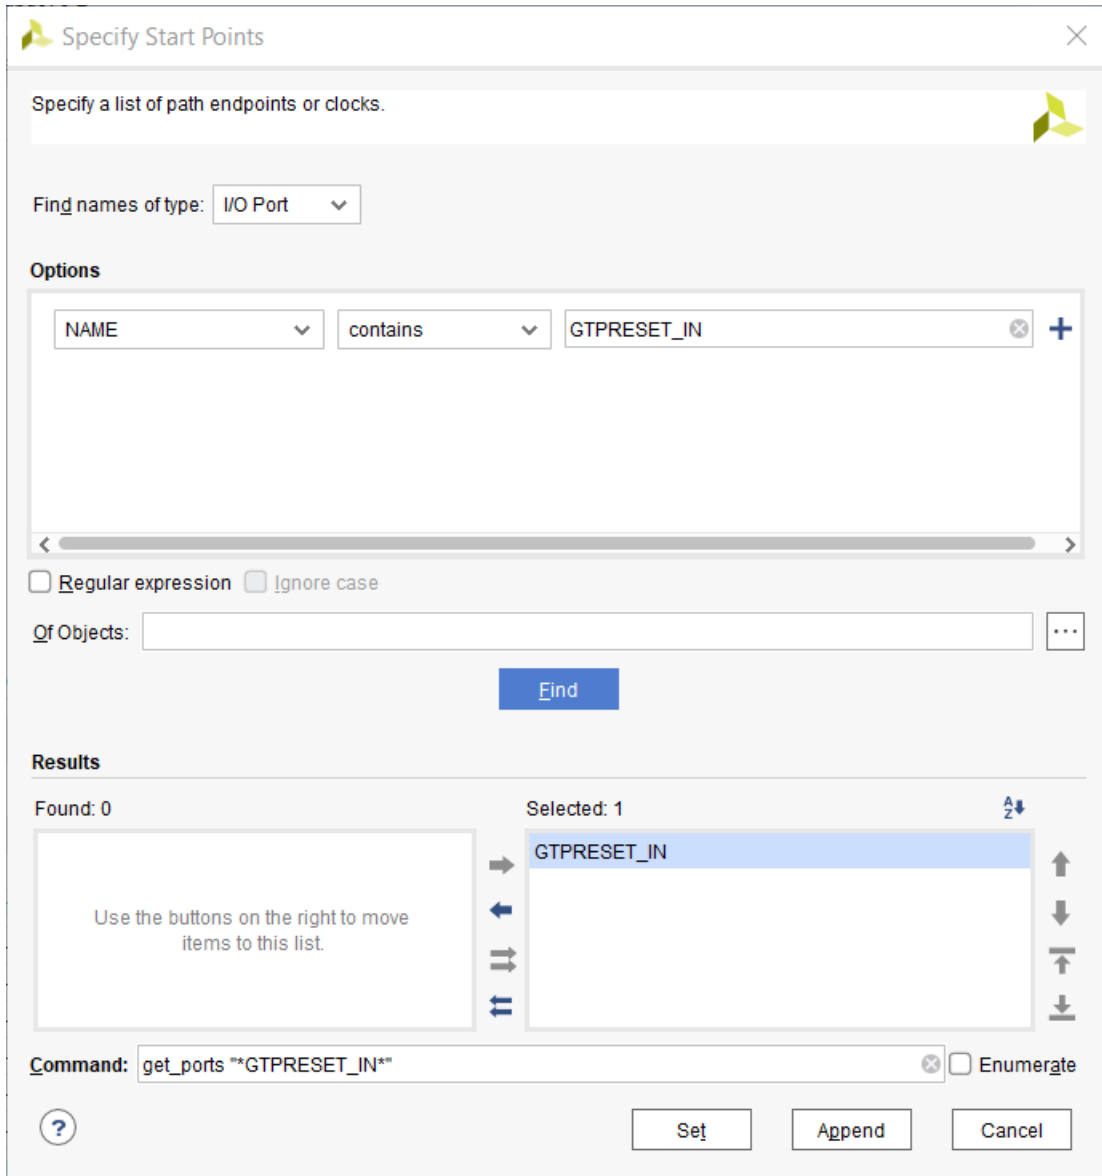 Specify Start Points
Specify a list of path endpoints or clocks.
Find names of type: I/O Port
Options
NAME contains GTPRESET_IN
Regular expression Ignore case
Of Objects:
Find
Results
Found: 0 Selected: 1
GTPRESET_IN
Use the buttons on the right to move
items to this list.
Command: get_ports "*GTPRESET_IN*" Enumerate
Set Append Cancel